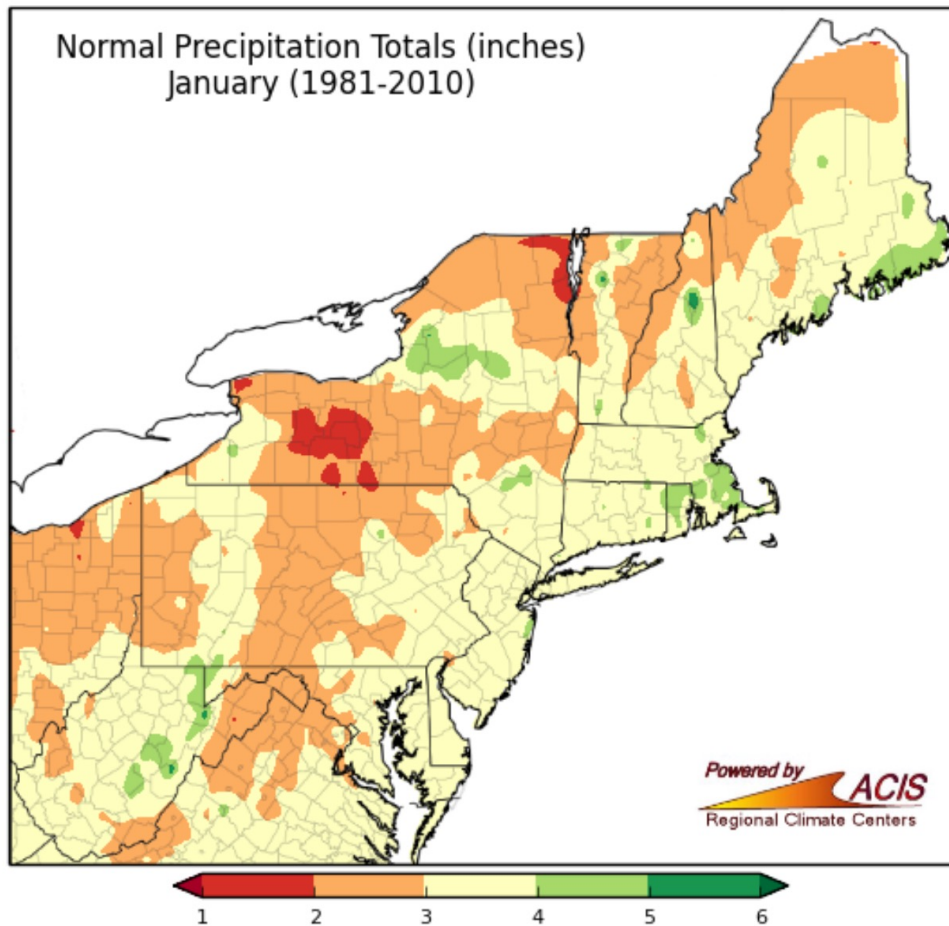 Normal Precipitation Totals (inches)
January (1981-2010)
Powered by
ACIS
Regional Climate Centers
1 2 3 4 5 6